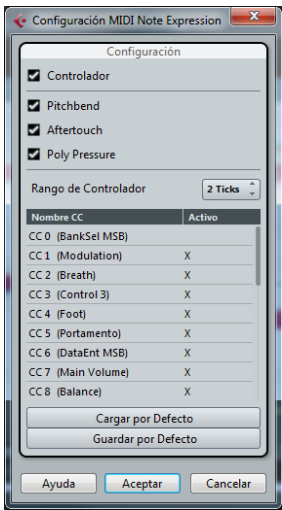 Configuración MIDI Note Expression
Configuración
Controlador
Pitchbend
Aftertouch
Poly Pressure
Rango de Controlador 2 Ticks
Nombre CC Activo
CC 0 (BankSel MSB)
CC 1 (Modulation) X
CC 2 (Breath) X
CC 3 (Control 3) X
CC 4 (Foot) X
CC 5 (Portamento) X
CC 6 (DataEnt MSB) X
CC 7 (Main Volume) X
CC 8 (Balance) X
Cargar por Defecto
Guardar por Defecto
Ayuda Aceptar Cancelar